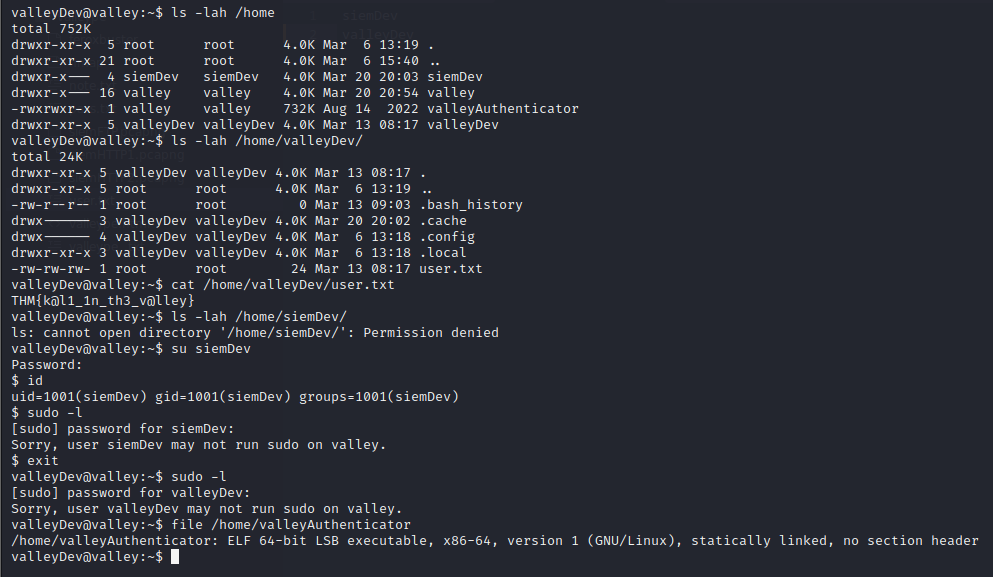 valleyDev@valley:~$ ls -lah /home
total 752K
drwxr-xr-x  5 root      root      4.0K Mar  6 13:19 .
drwxr-xr-x 21 root      root      4.0K Mar  6 15:40 ..
drwxr-x---  4 siemDev   siemDev   4.0K Mar 20 20:03 siemDev
drwxr-x--- 16 valley    valley    4.0K Mar 20 20:54 valley
-rwxrwxr-x  1 valley    valley    732K Aug 14  2022 valleyAuthenticator
drwxr-xr-x  5 valleyDev valleyDev 4.0K Mar 13 08:17 valleyDev
valleyDev@valley:~$ ls -lah /home/valleyDev/
total 24K
drwxr-xr-x 5 valleyDev valleyDev 4.0K Mar 13 08:17 .
drwxr-xr-x 5 root      root      4.0K Mar  6 13:19 ..
-rw-r--r-- 1 root      root         0 Mar 13 09:03 .bash_history
drwx------ 3 valleyDev valleyDev 4.0K Mar 20 20:02 .cache
drwx------ 4 valleyDev valleyDev 4.0K Mar  6 13:18 .config
drwxr-xr-x 3 valleyDev valleyDev 4.0K Mar  6 13:18 .local
-rw-rw-rw- 1 root      root        24 Mar 13 08:17 user.txt
valleyDev@valley:~$ cat /home/valleyDev/user.txt
THM{k@l1_1n_th3_v@lley}
valleyDev@valley:~$ ls -lah /home/siemDev/
ls: cannot open directory '/home/siemDev/': Permission denied
valleyDev@valley:~$ su siemDev
Password:
$ id
uid=1001(siemDev) gid=1001(siemDev) groups=1001(siemDev)
$ sudo -l
[sudo] password for siemDev:
Sorry, user siemDev may not run sudo on valley.
$ exit
valleyDev@valley:~$ sudo -l
[sudo] password for valleyDev:
Sorry, user valleyDev may not run sudo on valley.
valleyDev@valley:~$ file /home/valleyAuthenticator
/home/valleyAuthenticator: ELF 64-bit LSB executable, x86-64, version 1 (GNU/Linux), statically linked, no section header
valleyDev@valley:~$